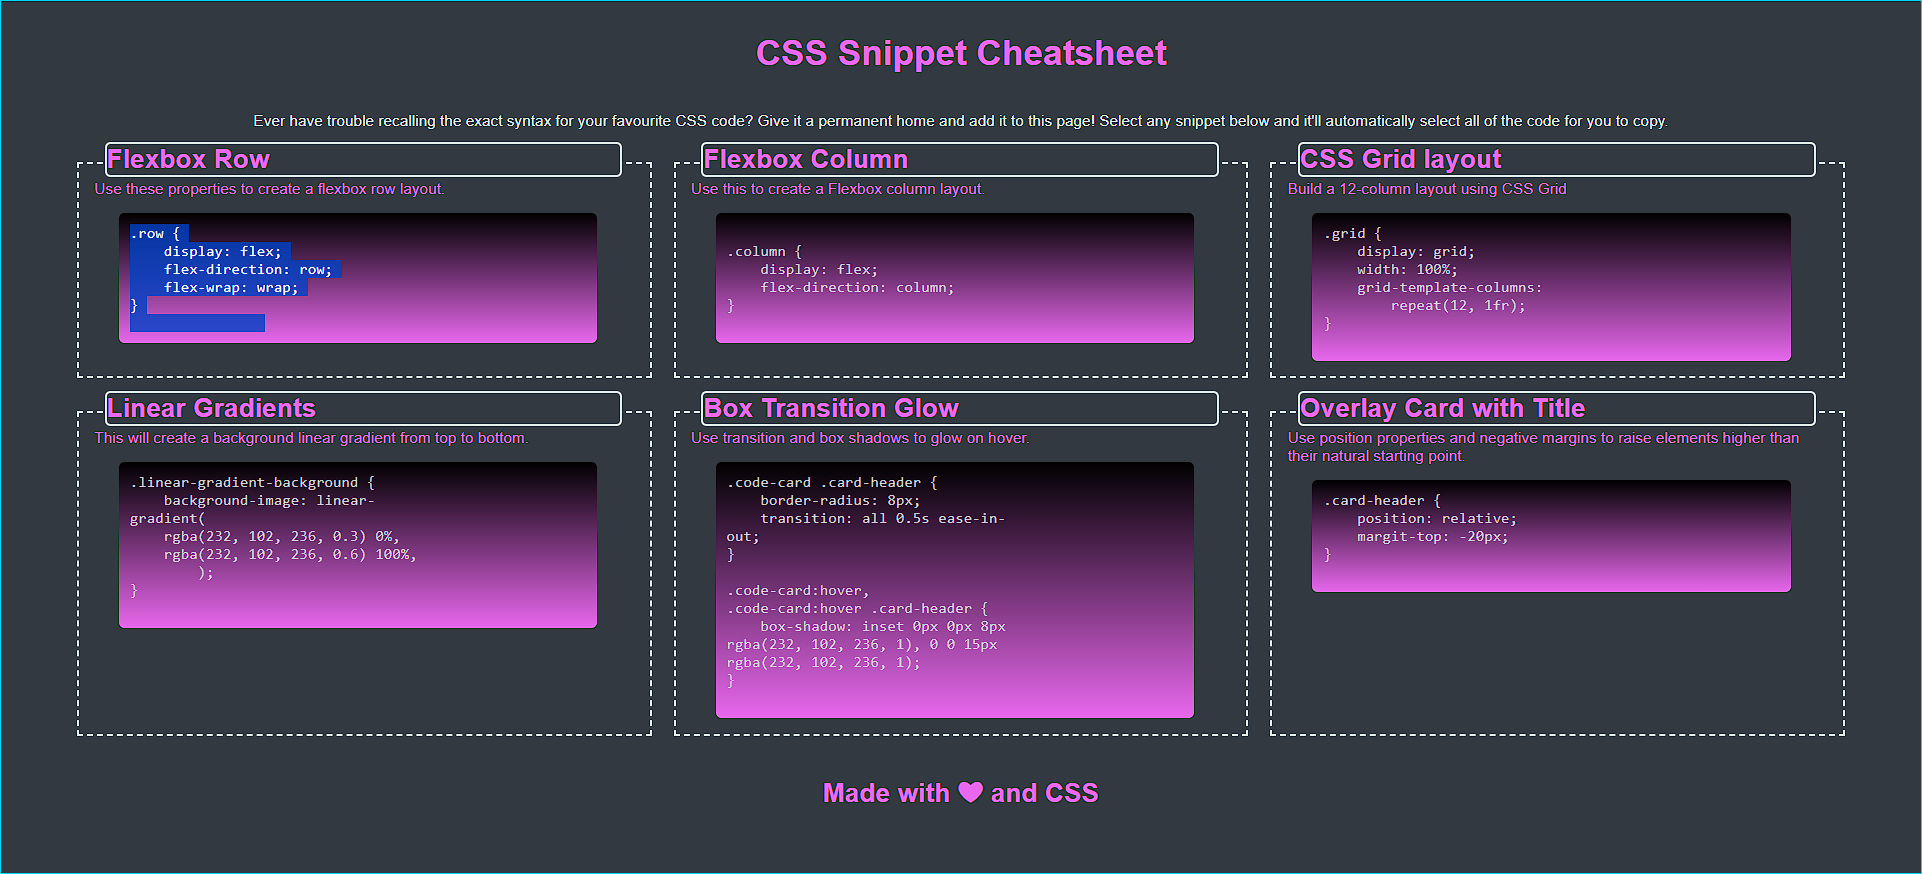 CSS Snippet Cheatsheet
Ever have trouble recalling the exact syntax for your favourite CSS code? Give it a permanent home and add it to this page! Select any snippet below and it'll automatically select all of the code for you to copy.
Flexbox Row
Use these properties to create a flexbox row layout.
.row {
    display: flex;
    flex-direction: row;
    flex-wrap: wrap;
}
Flexbox Column
Use this to create a Flexbox column layout.
.column {
    display: flex;
    flex-direction: column;
}
CSS Grid layout
Build a 12-column layout using CSS Grid
.grid {
    display: grid;
    width: 100%;
    grid-template-columns:
        repeat(12, 1fr);
}
Linear Gradients
This will create a background linear gradient from top to bottom.
.linear-gradient-background {
    background-image: linear-
gradient(
    rgba(232, 102, 236, 0.3) 0%,
    rgba(232, 102, 236, 0.6) 100%,
        );
}
Box Transition Glow
Use transition and box shadows to glow on hover.
.code-card .card-header {
    border-radius: 8px;
    transition: all 0.5s ease-in-
out;
}
.code-card:hover,
.code-card:hover .card-header {
    box-shadow: inset 0px 0px 8px
rgba(232, 102, 236, 1), 0 0 15px
rgba(232, 102, 236, 1);
}
Overlay Card with Title
Use position properties and negative margins to raise elements higher than
their natural starting point.
.card-header {
    position: relative;
    margit-top: -20px;
}
Made with ♥ and CSS